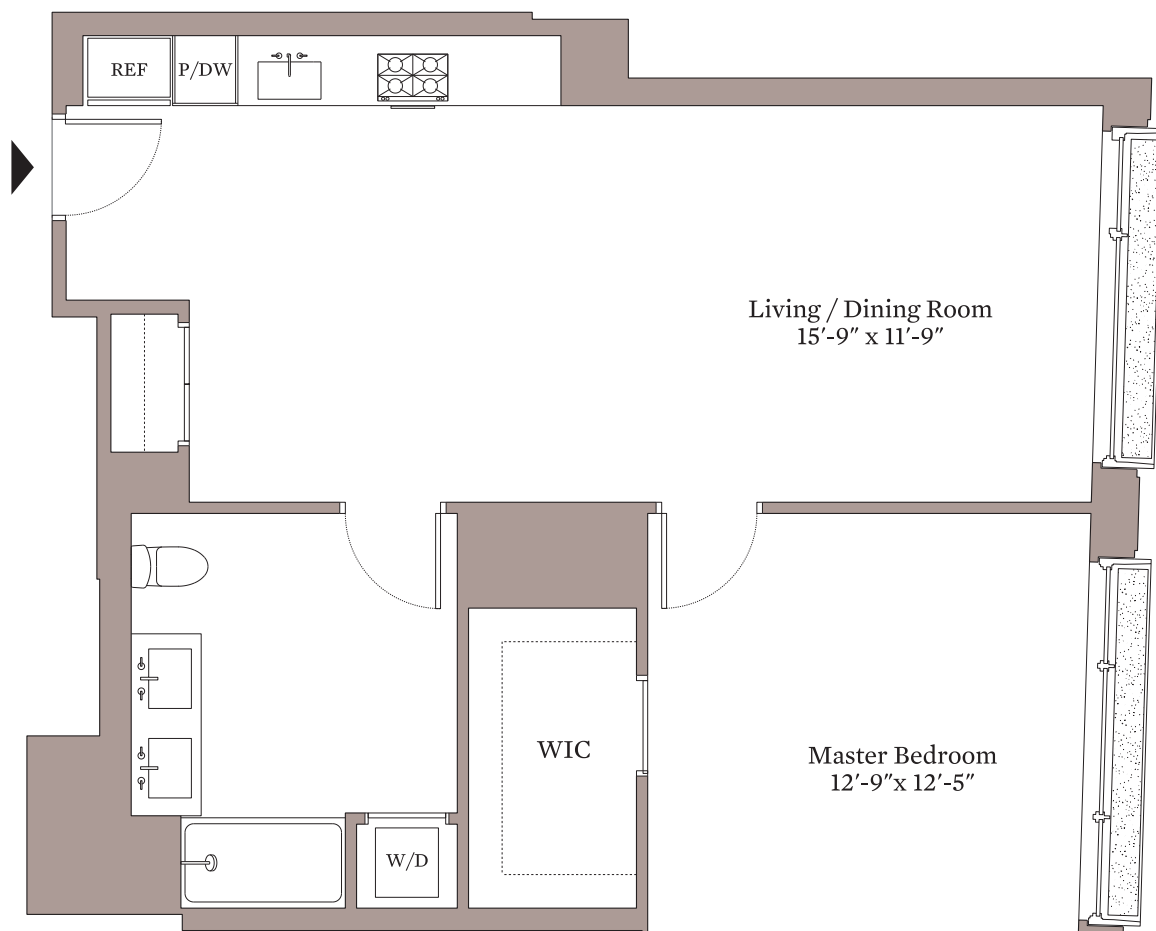 REF
P/DW
Living / Dining Room
15′-9″ x 11′-9″
WIC
Master Bedroom
12′-9″x 12′-5″
W/D